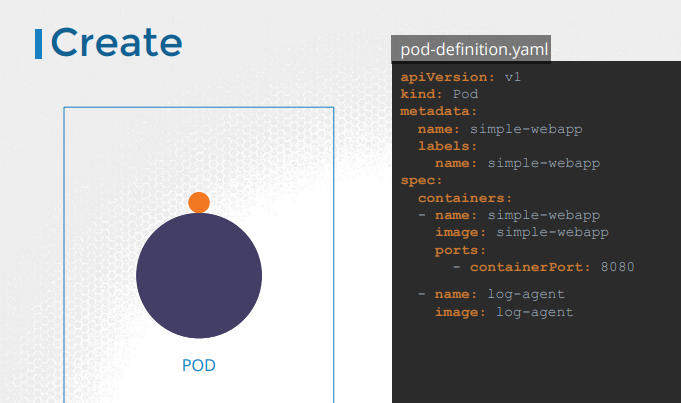 Create
pod-definition.yaml
apiVersion: v1
kind: Pod
metadata:
  name: simple-webapp
  labels:
    name: simple-webapp
spec:
  containers:
  - name: simple-webapp
    image: simple-webapp
    ports:
      - containerPort: 8080
  - name: log-agent
    image: log-agent
POD